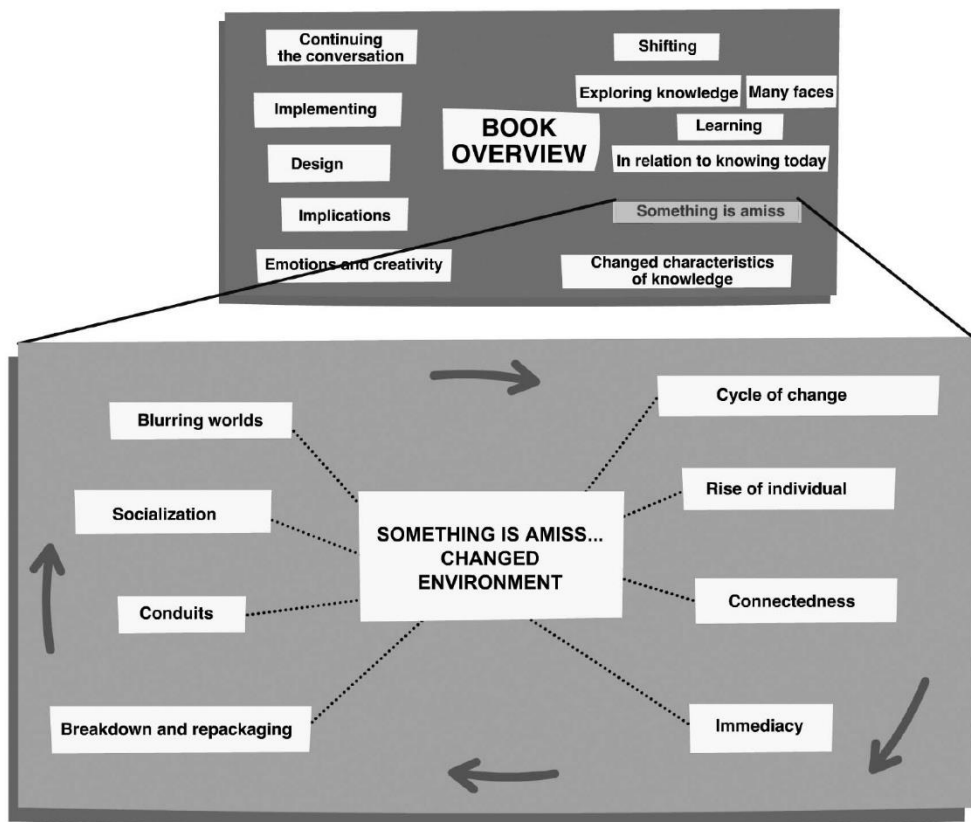 Continuing
the conversation
Implementing
Design
Implications
Emotions and creativity
BOOK
OVERVIEW
Shifting
Exploring knowledge
Many faces
Learning
In relation to knowing today
Something is amiss
Changed characteristics
of knowledge
Blurring worlds
Socialization
Conduits
Breakdown and repackaging
SOMETHING IS AMISS...
CHANGED
ENVIRONMENT
Cycle of change
Rise of individual
Connectedness
Immediacy